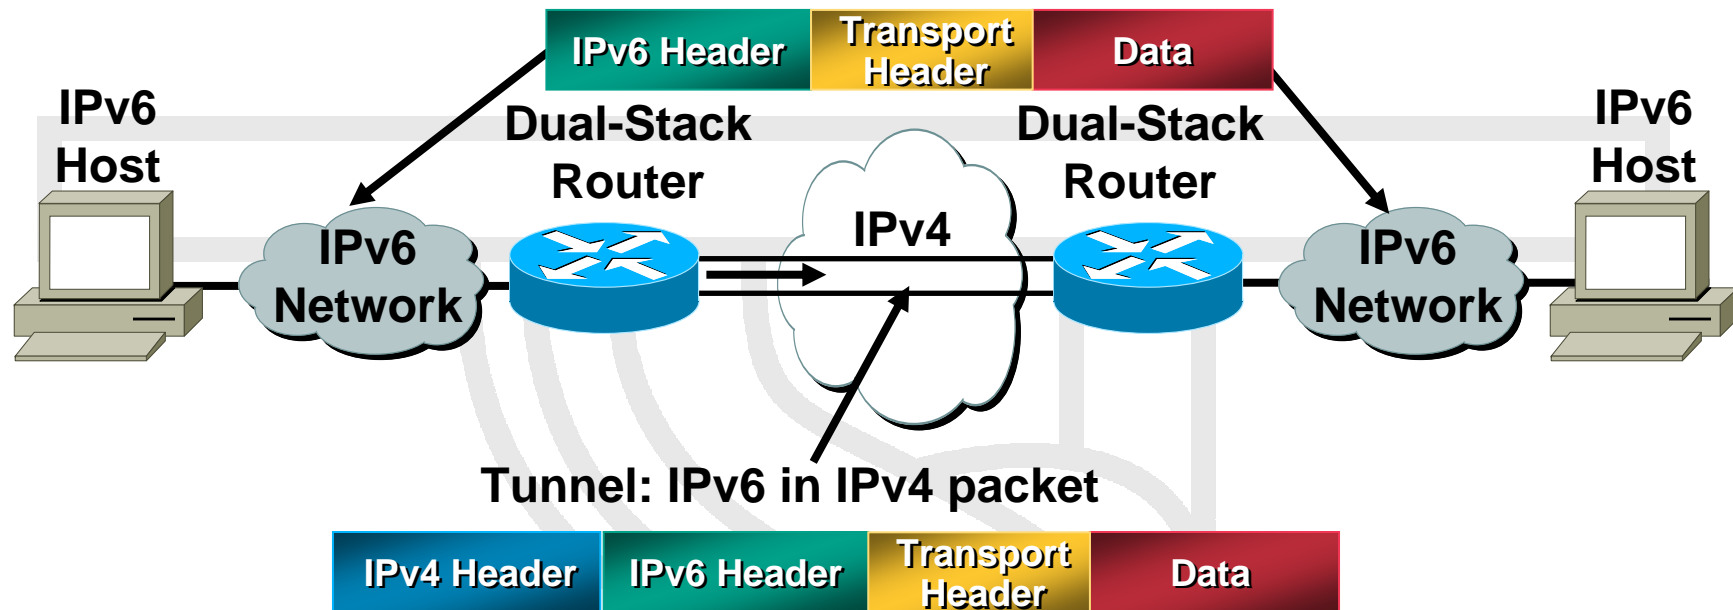 IPv6 Header
Transport
Header
Data
IPv6
Host
Dual-Stack
Router
Dual-Stack
Router
IPv6
Host
IPv6
Network
IPv4
IPv6
Network
Tunnel: IPv6 in IPv4 packet
IPv4 Header
IPv6 Header
Transport
Header
Data